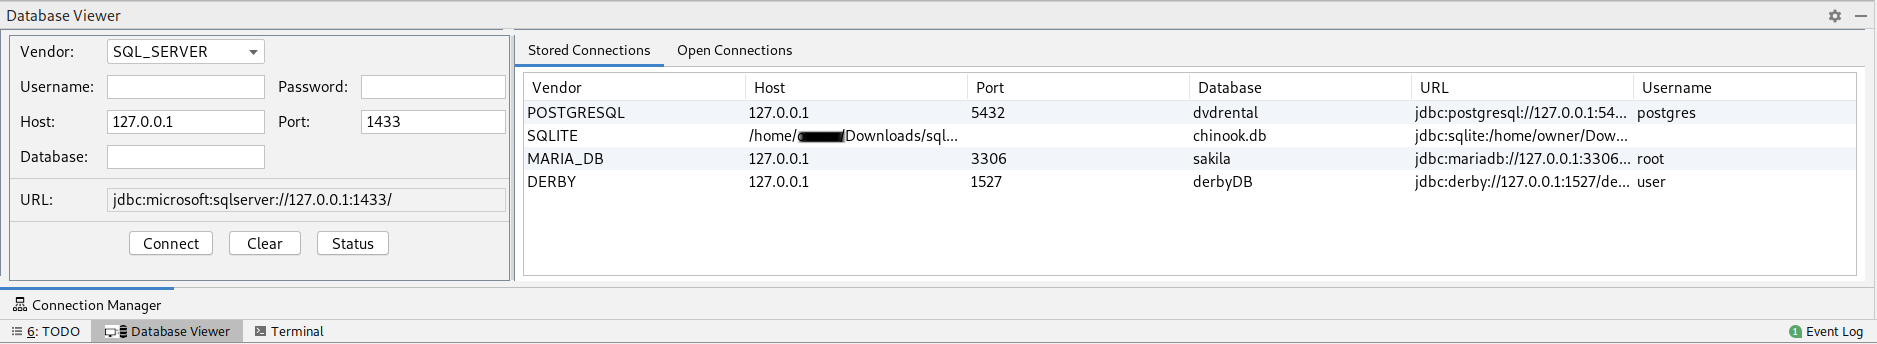 Database Viewer
Vendor: SQL_SERVER
Username: Password:
Host: 127.0.0.1 Port: 1433
Database:
URL: jdbc:microsoft:sqlserver://127.0.0.1:1433/
Connect Clear Status
Stored Connections Open Connections
Vendor Host Port Database URL Username
POSTGRESQL 127.0.0.1 5432 dvdrental jdbc:postgresql://127.0.0.1:54... postgres
SQLITE /home/ /Downloads/sql... chinook.db jdbc:sqlite:/home/owner/Dow...
MARIA_DB 127.0.0.1 3306 sakila jdbc:mariadb://127.0.0.1:3306... root
DERBY 127.0.0.1 1527 derbyDB jdbc:derby://127.0.0.1:1527/de... user
Connection Manager
6: TODO Database Viewer Terminal 1 Event Log